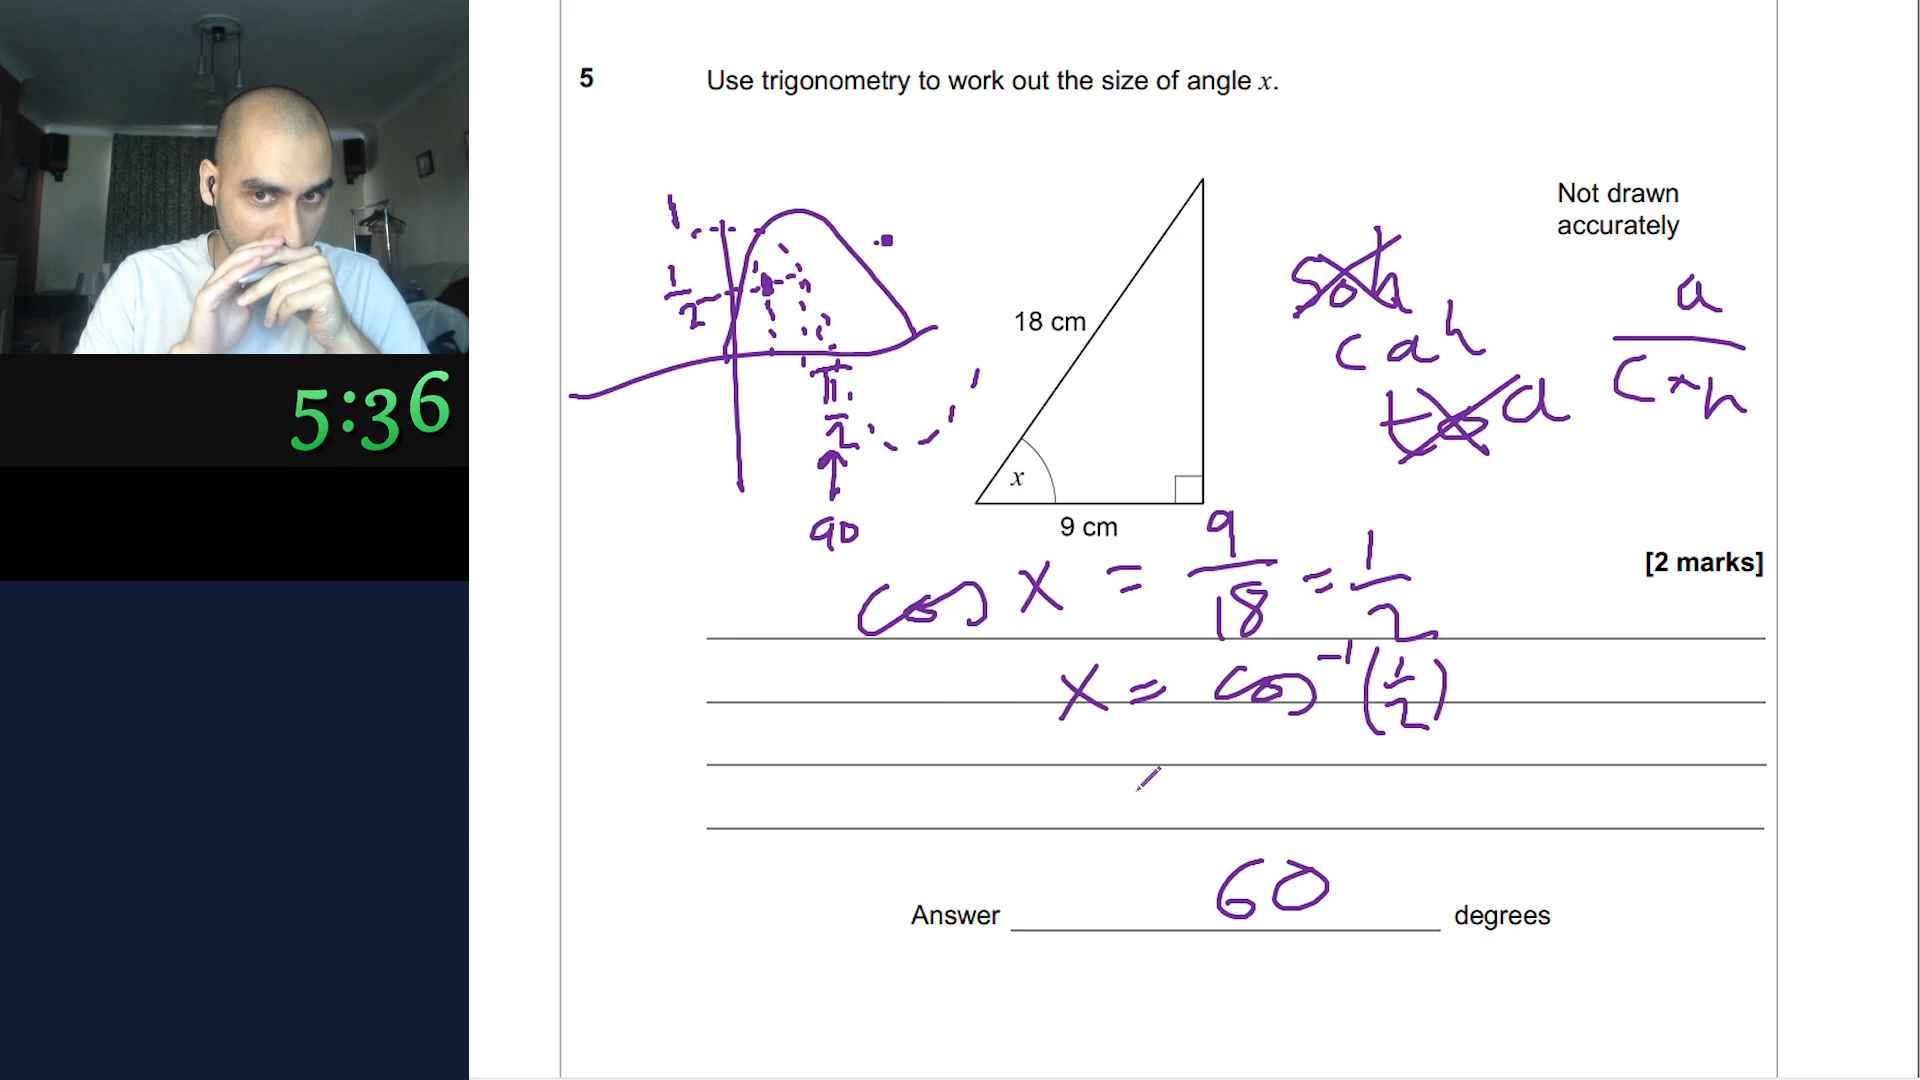 5:36
5 Use trigonometry to work out the size of angle x.
Not drawn
accurately
1
1/2
π/2
90
18 cm
x
9 cm
soh
cah
toa
a
c × h
[2 marks]
cos x = 9/18 = 1/2
x = cos⁻¹(1/2)
Answer 60 degrees